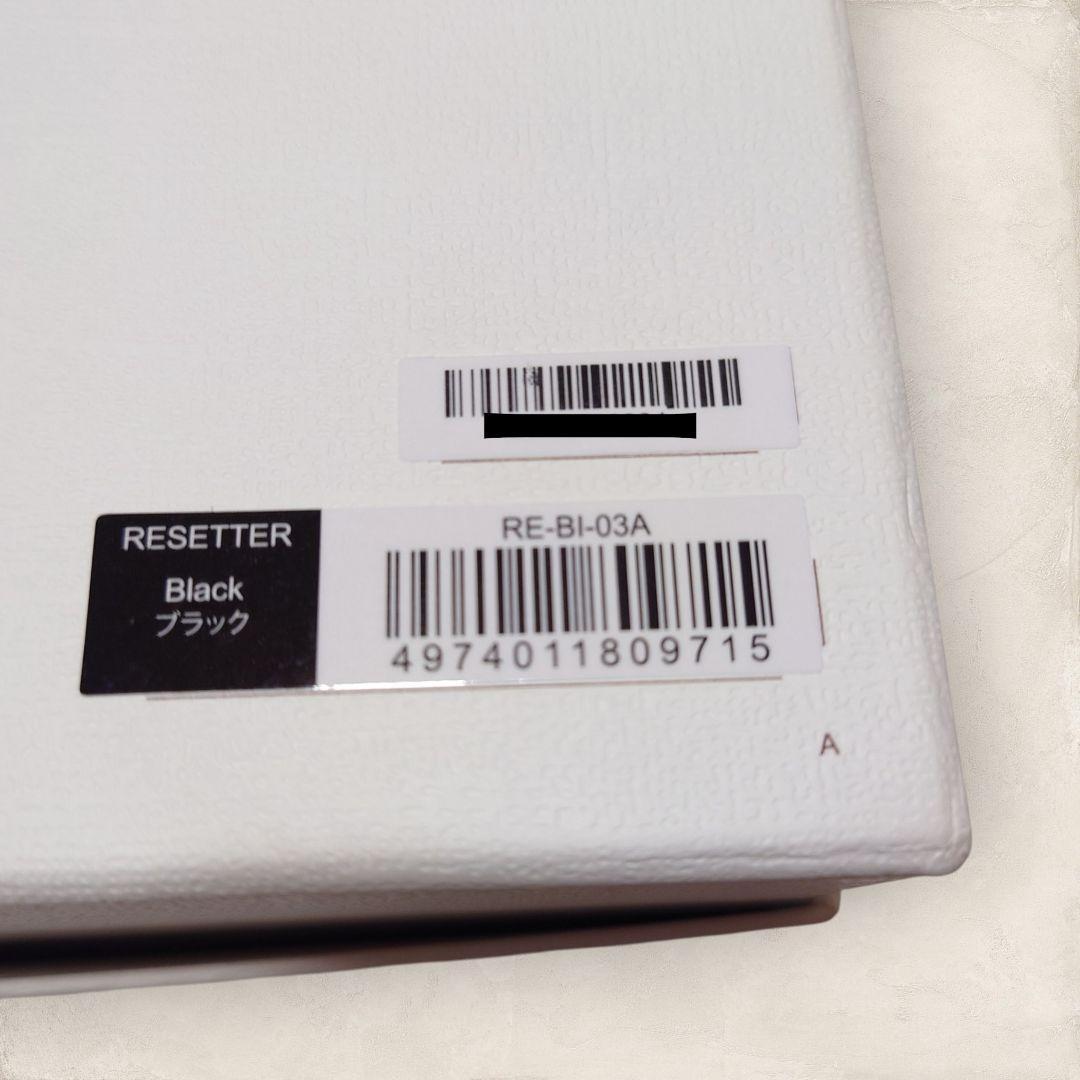 RESETTER
Black
ブラック
RE-BI-03A
4974011809715
A